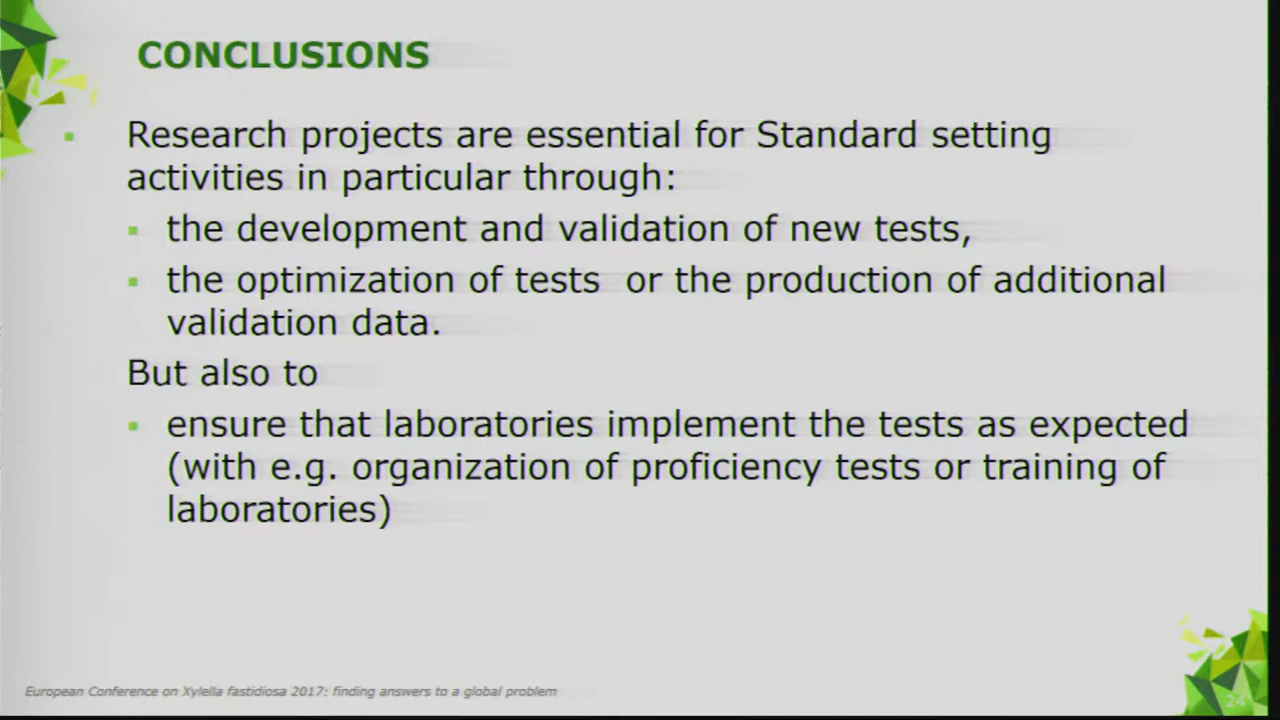 CONCLUSIONS
Research projects are essential for Standard setting
activities in particular through:
the development and validation of new tests,
the optimization of tests or the production of additional
validation data.
But also to
ensure that laboratories implement the tests as expected
(with e.g. organization of proficiency tests or training of
laboratories)
European Conference on Xylella fastidiosa 2017: finding answers to a global problem
24